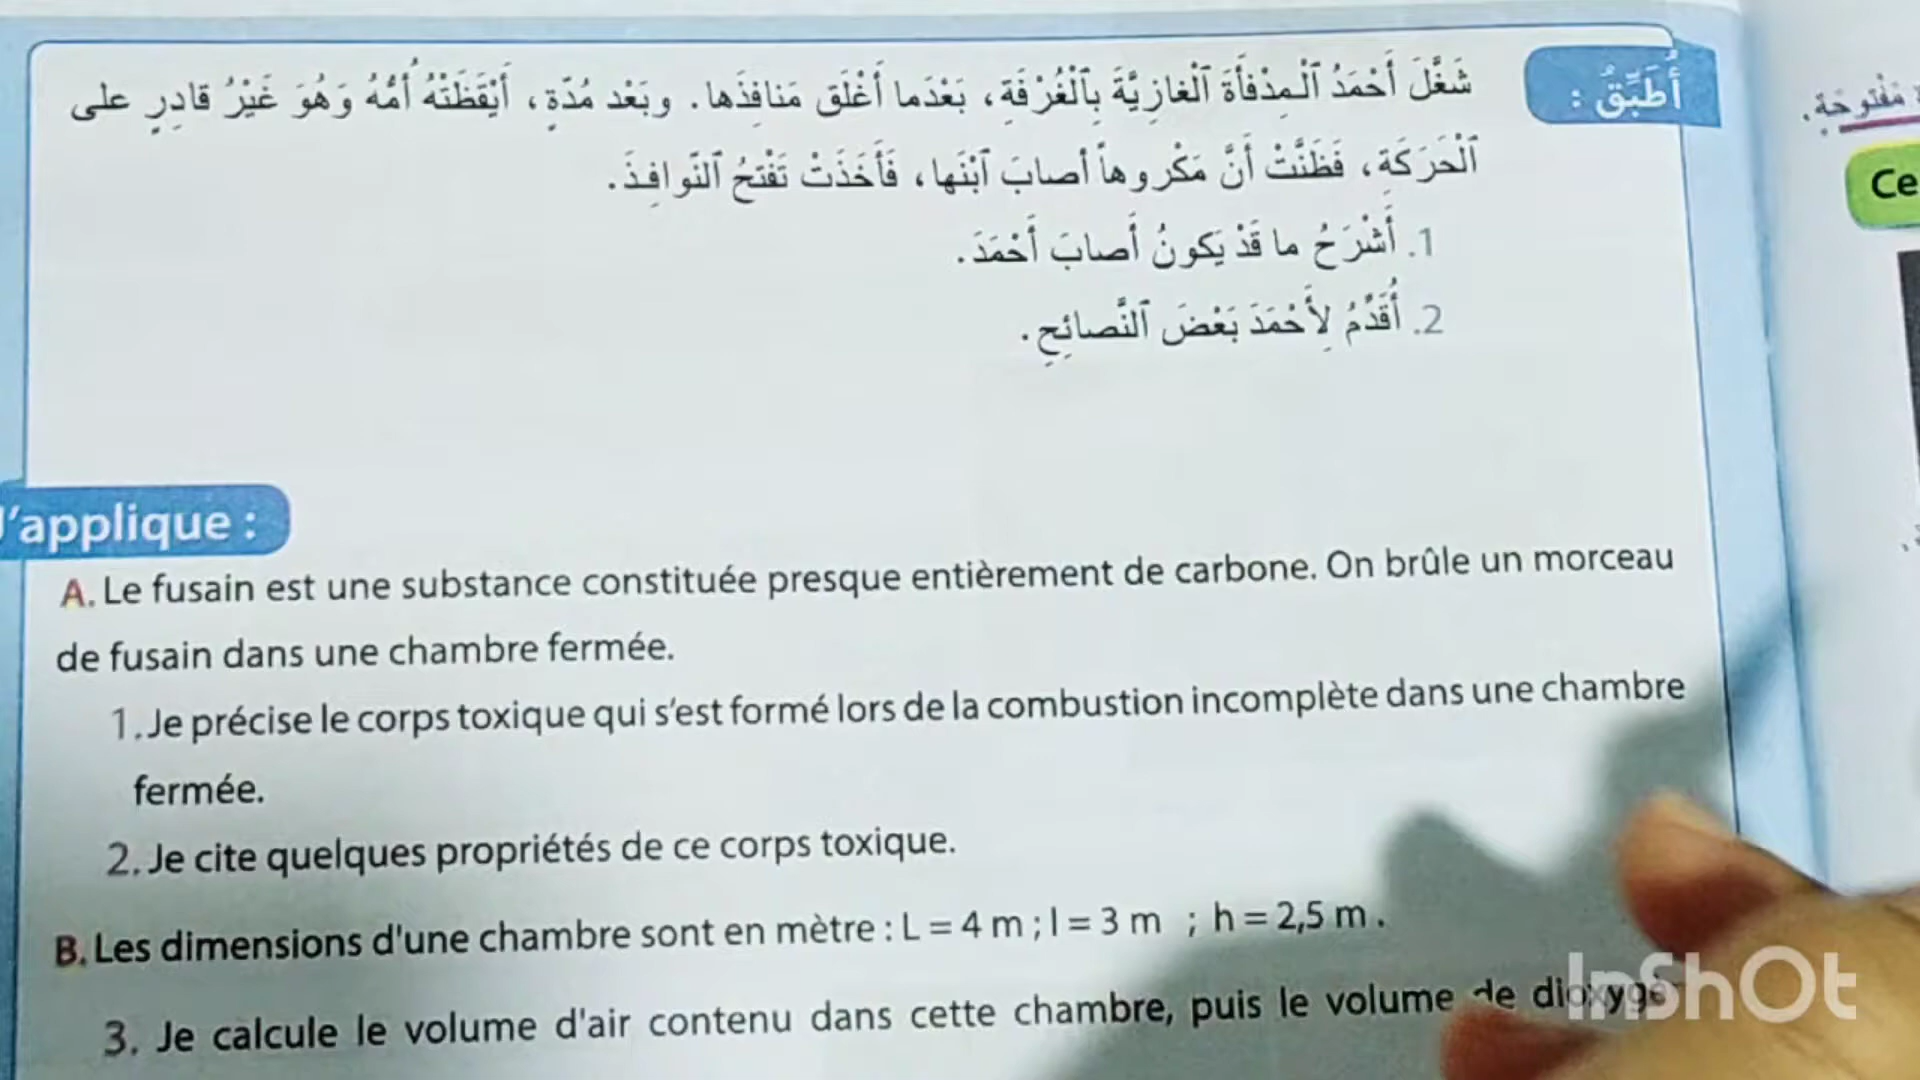 أُطَبِّقُ :
شَغَّلَ أَحْمَدُ ٱلْمِدْفَأَةَ ٱلْغازِيَّةَ بِٱلْغُرْفَةِ، بَعْدَما أَغْلَقَ مَنافِذَها. وبَعْد مُدّةٍ، أَيْقَظَتْهُ أُمُّهُ وَهُوَ غَيْرُ قادِرٍ على
ٱلْحَرَكَةِ، فَظَنَّتْ أَنَّ مَكْروهاً أصابَ ٱبْنَها، فَأَخَذَتْ تَفْتَحُ ٱلنّوافِذَ.
1. أَشْرَحُ ما قَدْ يَكونُ أَصابَ أَحْمَدَ.
2. أُقَدِّمُ لِأَحْمَدَ بَعْضَ ٱلنَّصائِحِ.
J'applique :
A. Le fusain est une substance constituée presque entièrement de carbone. On brûle un morceau
de fusain dans une chambre fermée.
1. Je précise le corps toxique qui s'est formé lors de la combustion incomplète dans une chambre
fermée.
2. Je cite quelques propriétés de ce corps toxique.
B. Les dimensions d'une chambre sont en mètre : L = 4 m ; l = 3 m ; h = 2,5 m .
3. Je calcule le volume d'air contenu dans cette chambre, puis le volume de
مَفْتوحَةٍ.
Ce
InShOt